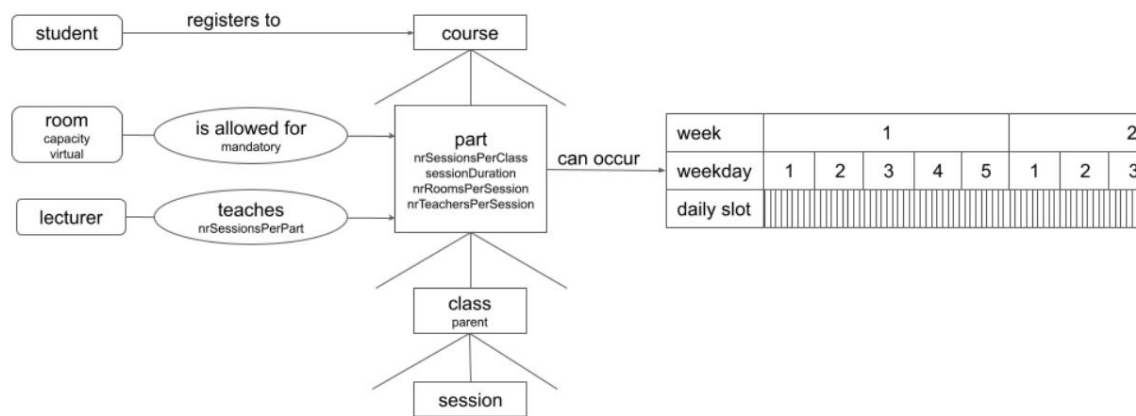 registers to
student
course
room
capacity
virtual
is allowed for
mandatory
part
nrSessionsPerClass
sessionDuration
nrRoomsPerSession
nrTeachersPerSession
can occur
week 1 2
weekday 1 2 3 4 5 1 2 3
daily slot
lecturer
teaches
nrSessionsPerPart
class
parent
session